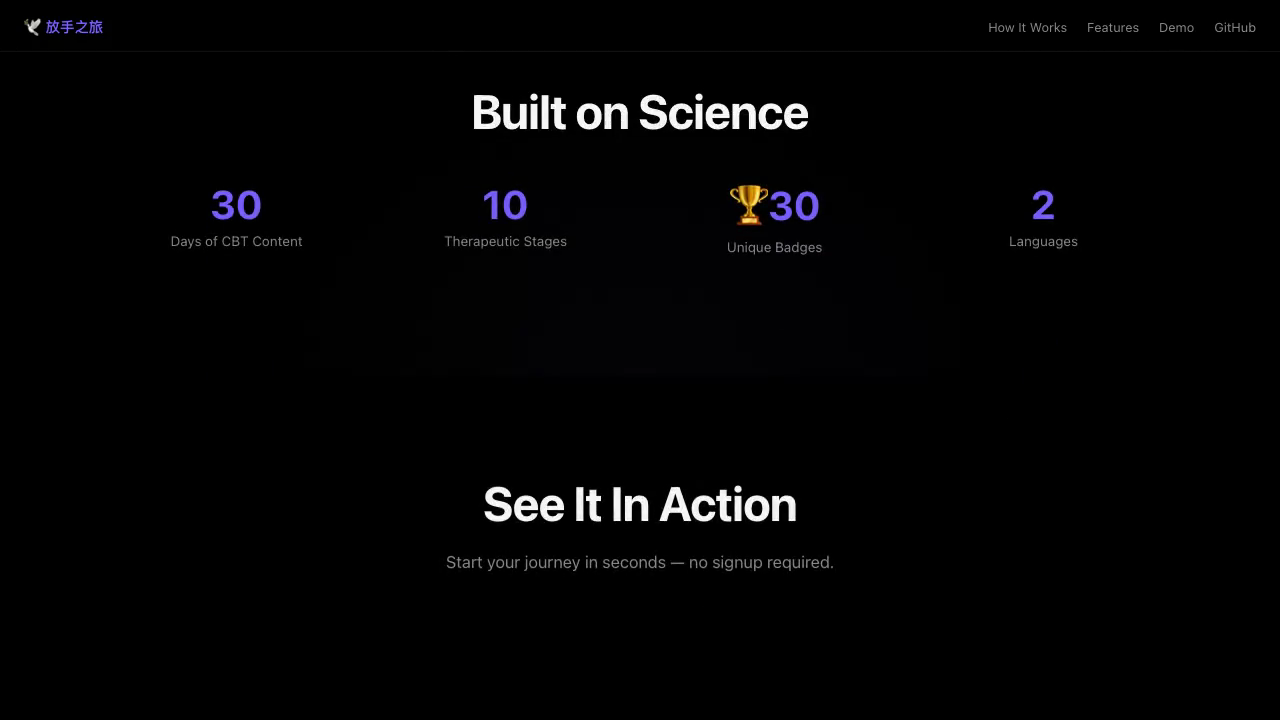 🕊️ 放手之旅
How It Works
Features
Demo
GitHub
Built on Science
30
Days of CBT Content
10
Therapeutic Stages
🏆30
Unique Badges
2
Languages
See It In Action
Start your journey in seconds — no signup required.